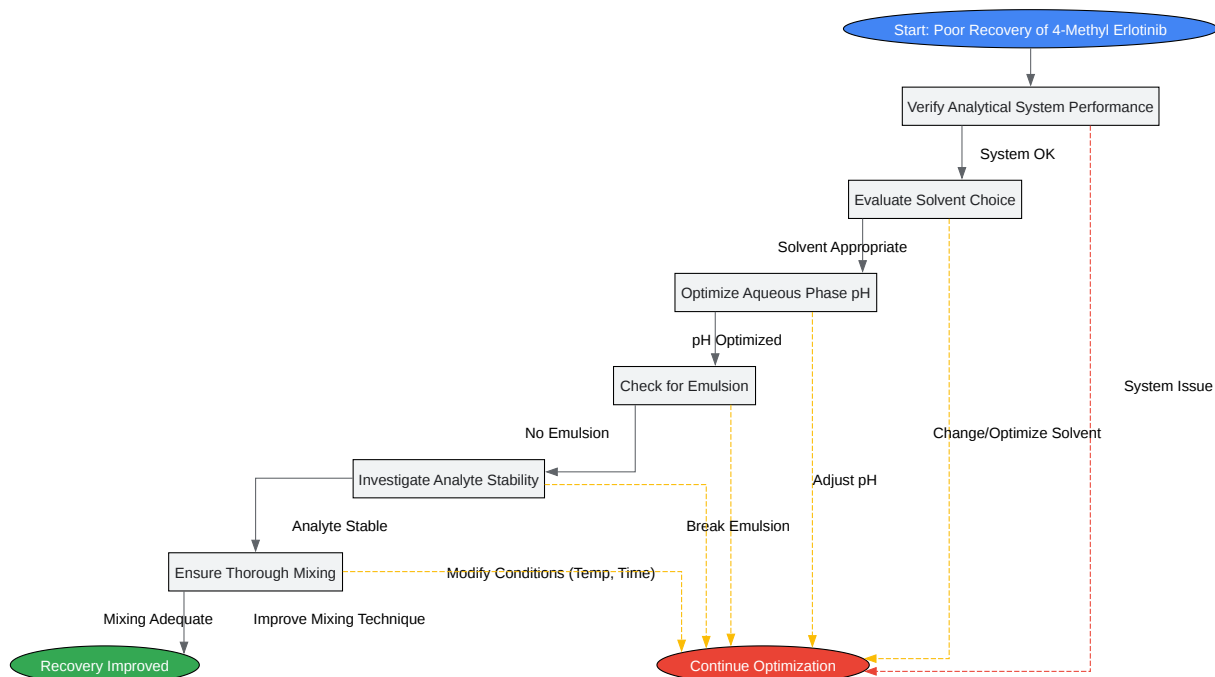 Start: Poor Recovery of 4-Methyl Erlotinib
Verify Analytical System Performance
System OK
Evaluate Solvent Choice
Solvent Appropriate
Optimize Aqueous Phase pH
pH Optimized
Check for Emulsion
System Issue
No Emulsion
Change/Optimize Solvent
Investigate Analyte Stability
Adjust pH
Analyte Stable
Break Emulsion
Ensure Thorough Mixing
Modify Conditions (Temp, Time)
Mixing Adequate
Improve Mixing Technique
Recovery Improved
Continue Optimization